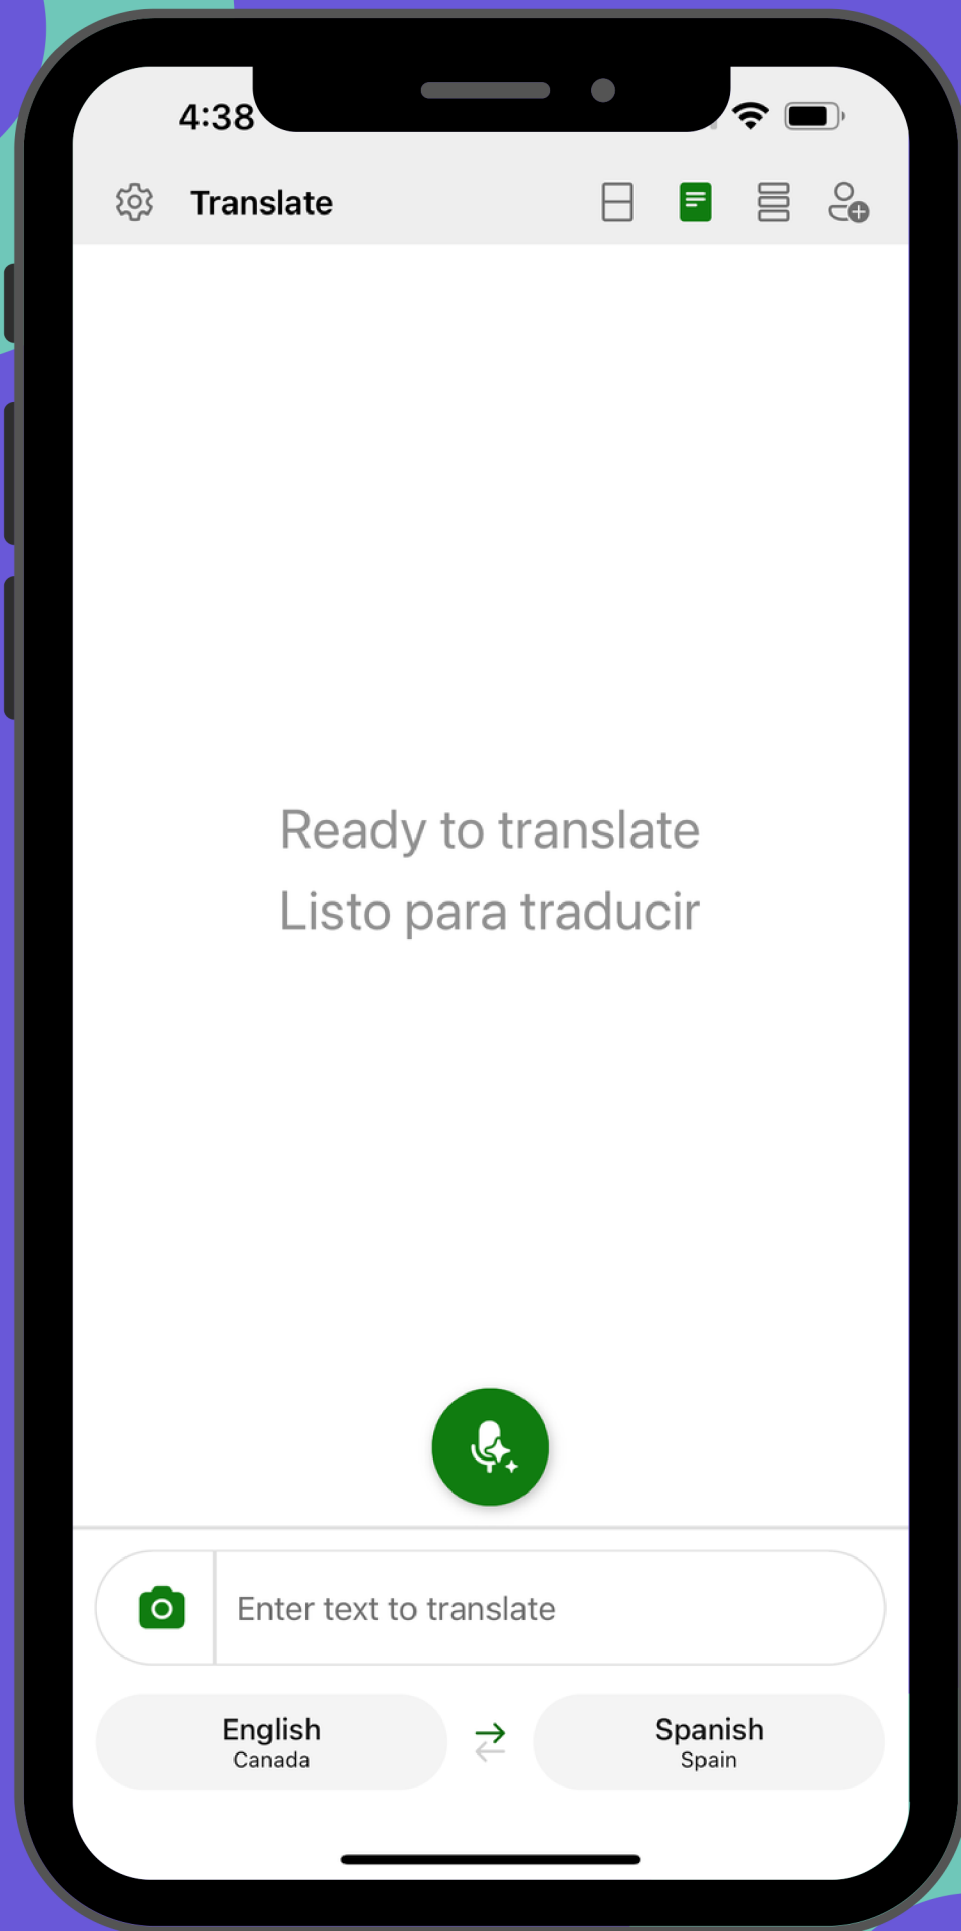 4:38
Translate
Ready to translate
Listo para traducir
Enter text to translate
English
Canada
Spanish
Spain